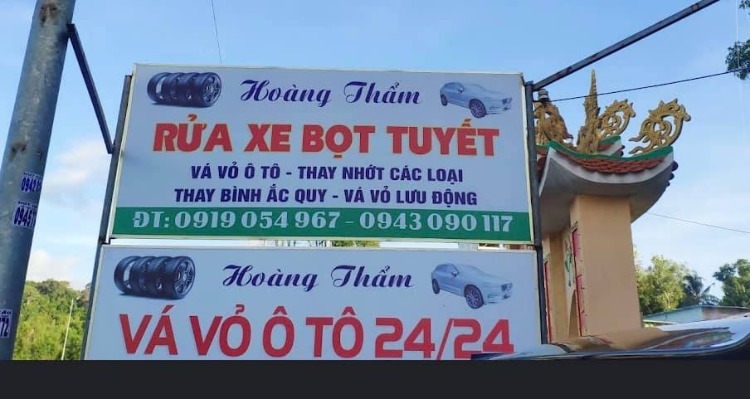 Hoàng Thẩm
RỬA XE BỌT TUYẾT
VÁ VỎ Ô TÔ - THAY NHỚT CÁC LOẠI
THAY BÌNH ẮC QUY - VÁ VỎ LƯU ĐỘNG
ĐT: 0919 054 967 - 0943 090 117
Hoàng Thẩm
VÁ VỎ Ô TÔ 24/24